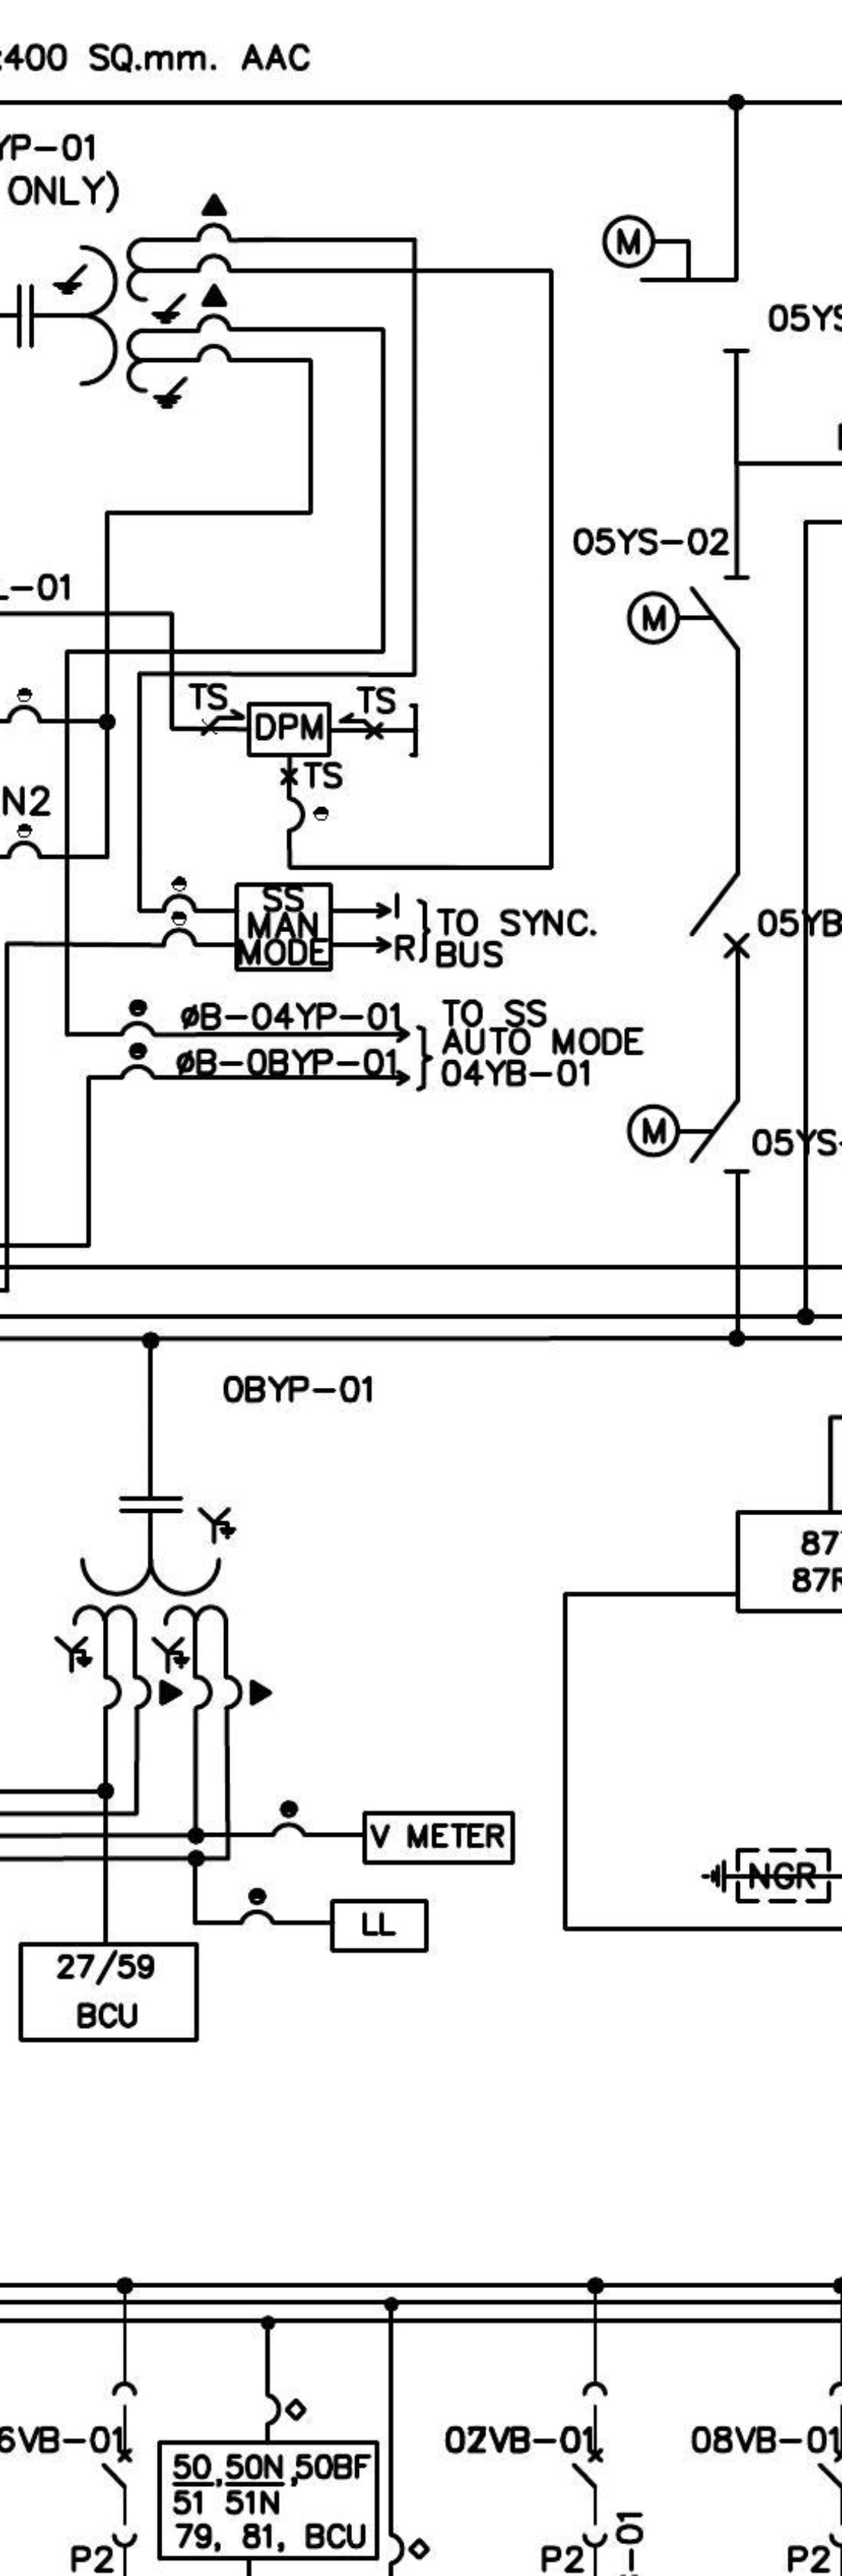 :400 SQ.mm. AAC
YP-01
ONLY)
M
05YS
05YS-02
L-01
M
TS
TS
DPM
TS
N2
SS
MAN
MODE
I
R
TO SYNC.
BUS
05YB
øB-04YP-01
øB-0BYP-01
TO SS
AUTO MODE
04YB-01
M
05YS-
0BYP-01
87
87R
V METER
NGR
LL
27/59
BCU
6VB-01
50,50N,50BF
51 51N
79, 81, BCU
P2
0ZVB-01
P2
-01
08VB-01
P2